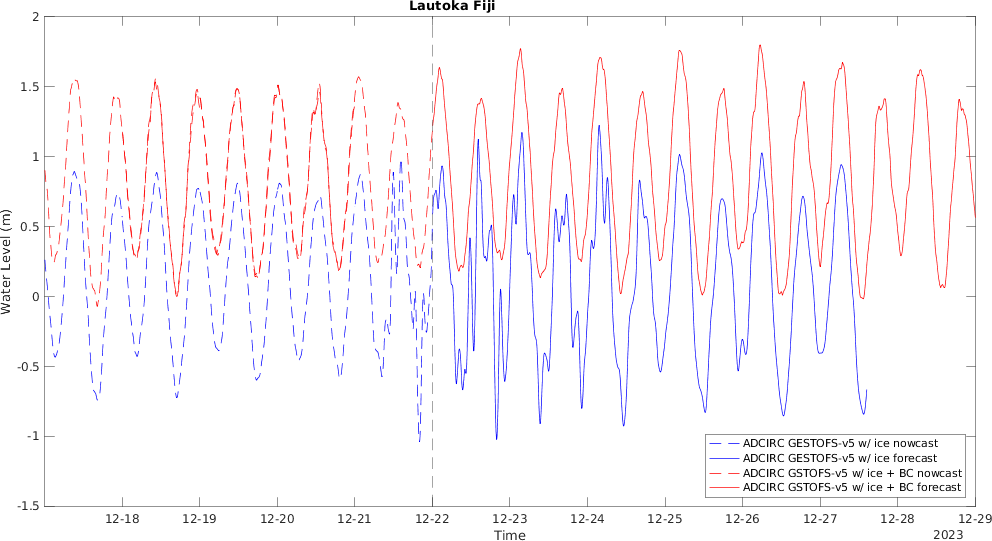 Lautoka Fiji
Water Level (m)
2
1.5
1
0.5
0
-0.5
-1
-1.5
12-18 12-19 12-20 12-21 12-22 12-23 12-24 12-25 12-26 12-27 12-28 12-29
Time
2023
ADCIRC GESTOFS-v5 w/ ice nowcast
ADCIRC GESTOFS-v5 w/ ice forecast
ADCIRC GSTOFS-v5 w/ ice + BC nowcast
ADCIRC GSTOFS-v5 w/ ice + BC forecast